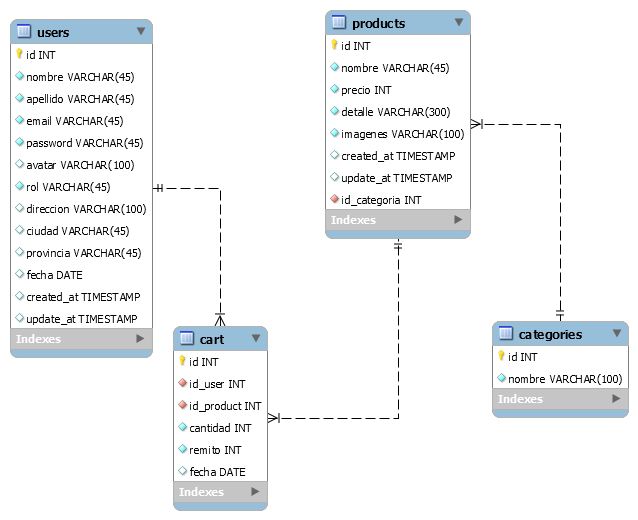 users
id INT
nombre VARCHAR(45)
apellido VARCHAR(45)
email VARCHAR(45)
password VARCHAR(45)
avatar VARCHAR(100)
rol VARCHAR(45)
direccion VARCHAR(100)
ciudad VARCHAR(45)
provincia VARCHAR(45)
fecha DATE
created_at TIMESTAMP
update_at TIMESTAMP
Indexes
products
id INT
nombre VARCHAR(45)
precio INT
detalle VARCHAR(300)
imagenes VARCHAR(100)
created_at TIMESTAMP
update_at TIMESTAMP
id_categoria INT
Indexes
cart
id INT
id_user INT
id_product INT
cantidad INT
remito INT
fecha DATE
Indexes
categories
id INT
nombre VARCHAR(100)
Indexes